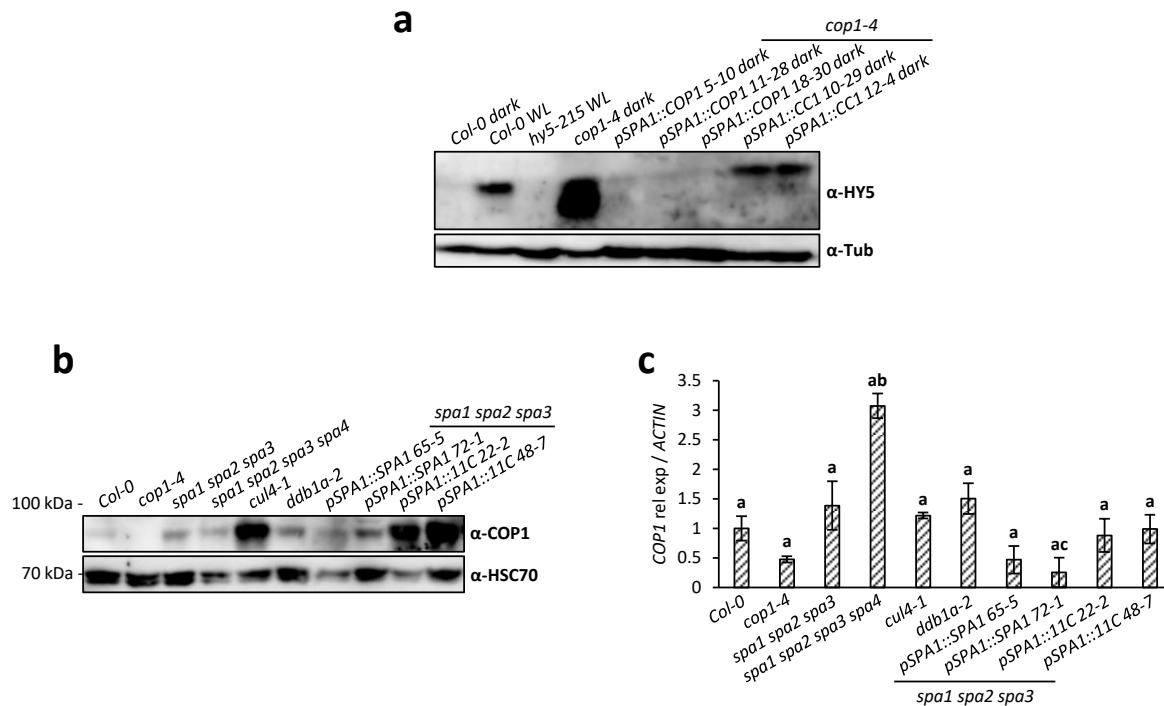 a
cop1-4
Col-0 dark
Col-0 WL
hy5-215 WL
cop1-4 dark
pSPA1::COP1 5-10 dark
pSPA1::COP1 11-28 dark
pSPA1::COP1 18-30 dark
pSPA1::CC1 10-29 dark
pSPA1::CC1 12-4 dark
α-HY5
α-Tub
b
spa1 spa2 spa3
Col-0
cop1-4
spa1 spa2 spa3
spa1 spa2 spa3 spa4
cul4-1
ddb1a-2
pSPA1::SPA1 65-5
pSPA1::SPA1 72-1
pSPA1::11C 22-2
pSPA1::11C 48-7
100 kDa -
α-COP1
70 kDa -
α-HSC70
c
COP1 rel exp / ACTIN
3.5
3
2.5
2
1.5
1
0.5
0
a
a
a
ab
a
a
a
ac
a
a
Col-0
cop1-4
spa1 spa2 spa3
spa1 spa2 spa3 spa4
cul4-1
ddb1a-2
pSPA1::SPA1 65-5
pSPA1::SPA1 72-1
pSPA1::11C 22-2
pSPA1::11C 48-7
spa1 spa2 spa3